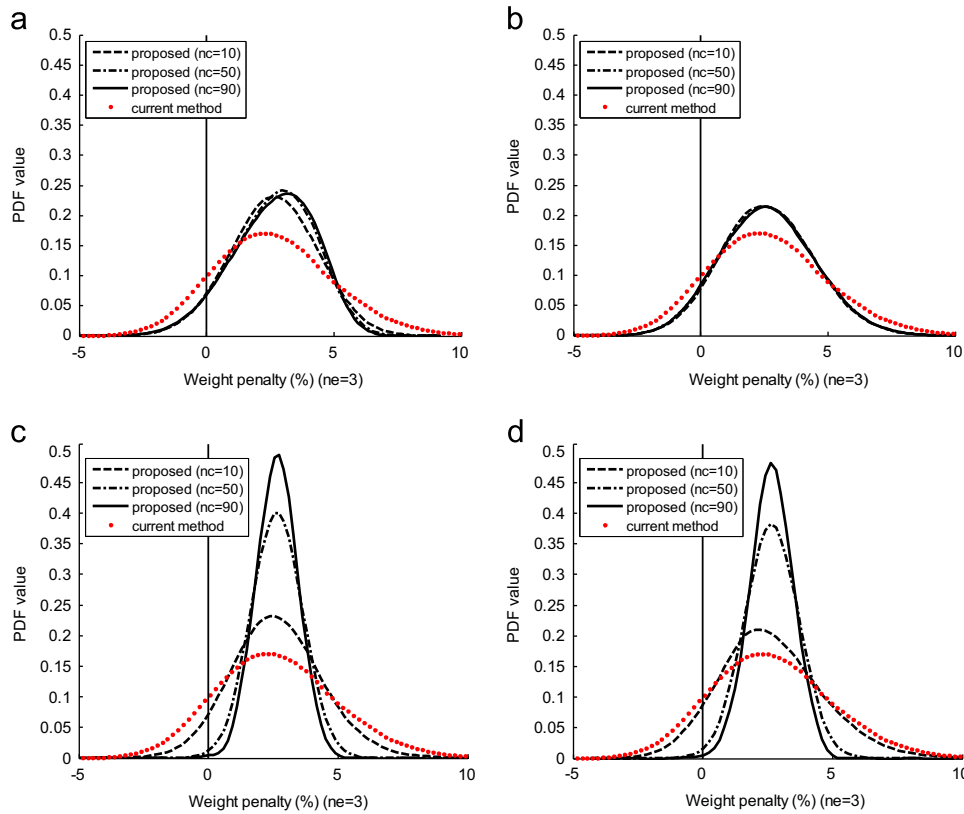 a
0.5
0.45
0.4
0.35
0.3
0.25
0.2
0.15
0.1
0.05
0
PDF value
proposed (nc=10)
proposed (nc=50)
proposed (nc=90)
current method
-5
0
5
10
Weight penalty (%) (ne=3)
b
0.5
0.45
0.4
0.35
0.3
0.25
0.2
0.15
0.1
0.05
0
PDF value
proposed (nc=10)
proposed (nc=50)
proposed (nc=90)
current method
-5
0
5
10
Weight penalty (%) (ne=3)
c
0.5
0.45
0.4
0.35
0.3
0.25
0.2
0.15
0.1
0.05
0
PDF value
proposed (nc=10)
proposed (nc=50)
proposed (nc=90)
current method
-5
0
5
10
Weight penalty (%) (ne=3)
d
0.5
0.45
0.4
0.35
0.3
0.25
0.2
0.15
0.1
0.05
0
PDF value
proposed (nc=10)
proposed (nc=50)
proposed (nc=90)
current method
-5
0
5
10
Weight penalty (%) (ne=3)